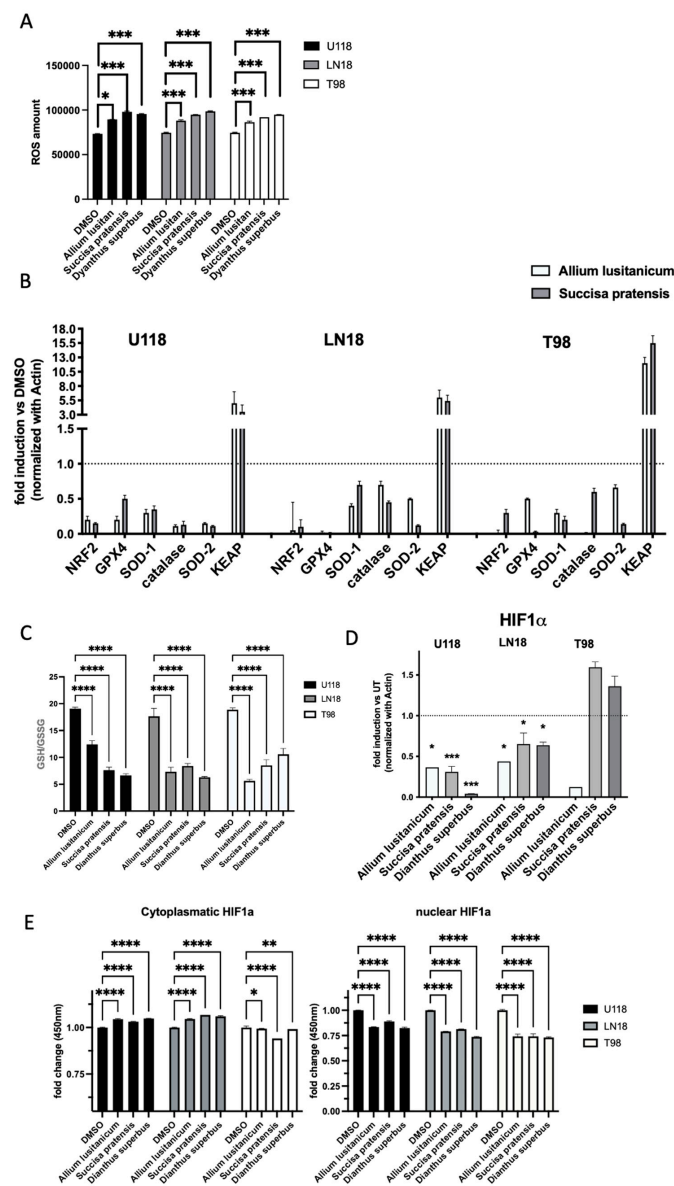 A
*** *** ***
*** *** ***
* *** ***
U118
LN18
T98
ROS amount
150000
100000
50000
0
DMSO
Allium lusitan
Succisa pratensis
Dyanthus superbus
DMSO
Allium lusitan
Succisa pratensis
Dyanthus superbus
DMSO
Allium lusitan
Succisa pratensis
Dyanthus superbus
B
Allium lusitanicum
Succisa pratensis
U118 LN18 T98
fold induction vs DMSO
(normalized with Actin)
18.0
15.5
13.0
10.5
8.0
5.5
3.0
1.5
1.0
0.5
0.0
NRF2
GPX4
SOD-1
catalase
SOD-2
KEAP
NRF2
GPX4
SOD-1
catalase
SOD-2
KEAP
NRF2
GPX4
SOD-1
catalase
SOD-2
KEAP
C
**** **** ****
**** **** ****
**** **** ****
U118
LN18
T98
GSH/GSSG
25
20
15
10
5
0
DMSO
Allium lusitanicum
Succisa pratensis
Dianthus superbus
DMSO
Allium lusitanicum
Succisa pratensis
Dianthus superbus
DMSO
Allium lusitanicum
Succisa pratensis
Dianthus superbus
D
HIF1α
U118 LN18 T98
fold induction vs UT
(normalized with Actin)
1.5
1.0
0.5
0.0
* *** *** * * *
Allium lusitanicum
Succisa pratensis
Dianthus superbus
Allium lusitanicum
Succisa pratensis
Dianthus superbus
Allium lusitanicum
Succisa pratensis
Dianthus superbus
E
Cytoplasmatic HIF1a
**** **** **
**** **** ****
**** **** *
fold change (450nm)
1.00
0.75
DMSO
Allium lusitanicum
Succisa pratensis
Dianthus superbus
DMSO
Allium lusitanicum
Succisa pratensis
Dianthus superbus
DMSO
Allium lusitanicum
Succisa pratensis
Dianthus superbus
nuclear HIF1a
**** **** ****
**** **** ****
**** **** ****
U118
LN18
T98
fold change (450nm)
1.00
0.75
0.50
0.25
0.00
DMSO
Allium lusitanicum
Succisa pratensis
Dianthus superbus
DMSO
Allium lusitanicum
Succisa pratensis
Dianthus superbus
DMSO
Allium lusitanicum
Succisa pratensis
Dianthus superbus